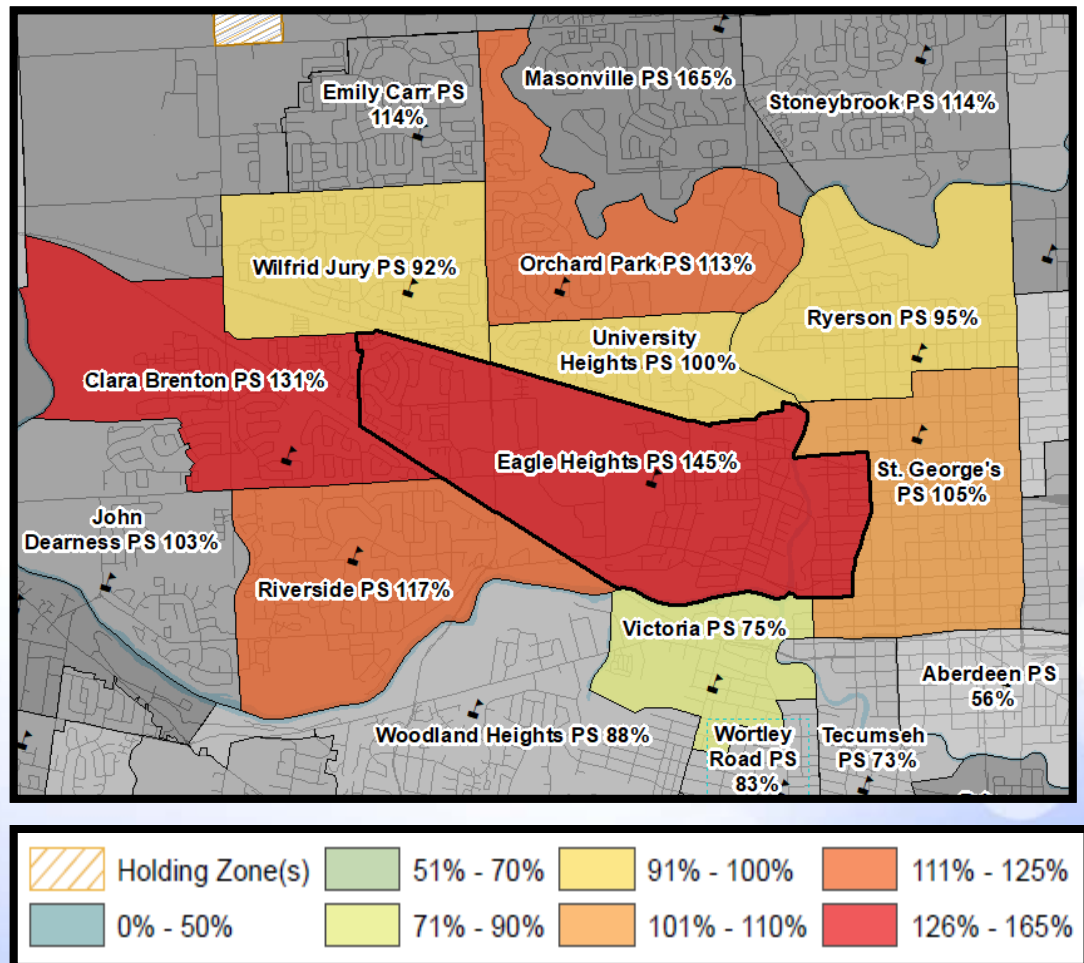 Emily Carr PS
114%
Masonville PS 165%
Stoneybrook PS 114%
Wilfrid Jury PS 92%
Orchard Park PS 113%
Ryerson PS 95%
University
Heights PS 100%
Clara Brenton PS 131%
Eagle Heights PS 145%
St. George's
PS 105%
John
Dearness PS 103%
Riverside PS 117%
Victoria PS 75%
Aberdeen PS
56%
Woodland Heights PS 88%
Wortley
Road PS
83%
Tecumseh
PS 73%
Holding Zone(s)
51% - 70%
91% - 100%
111% - 125%
0% - 50%
71% - 90%
101% - 110%
126% - 165%